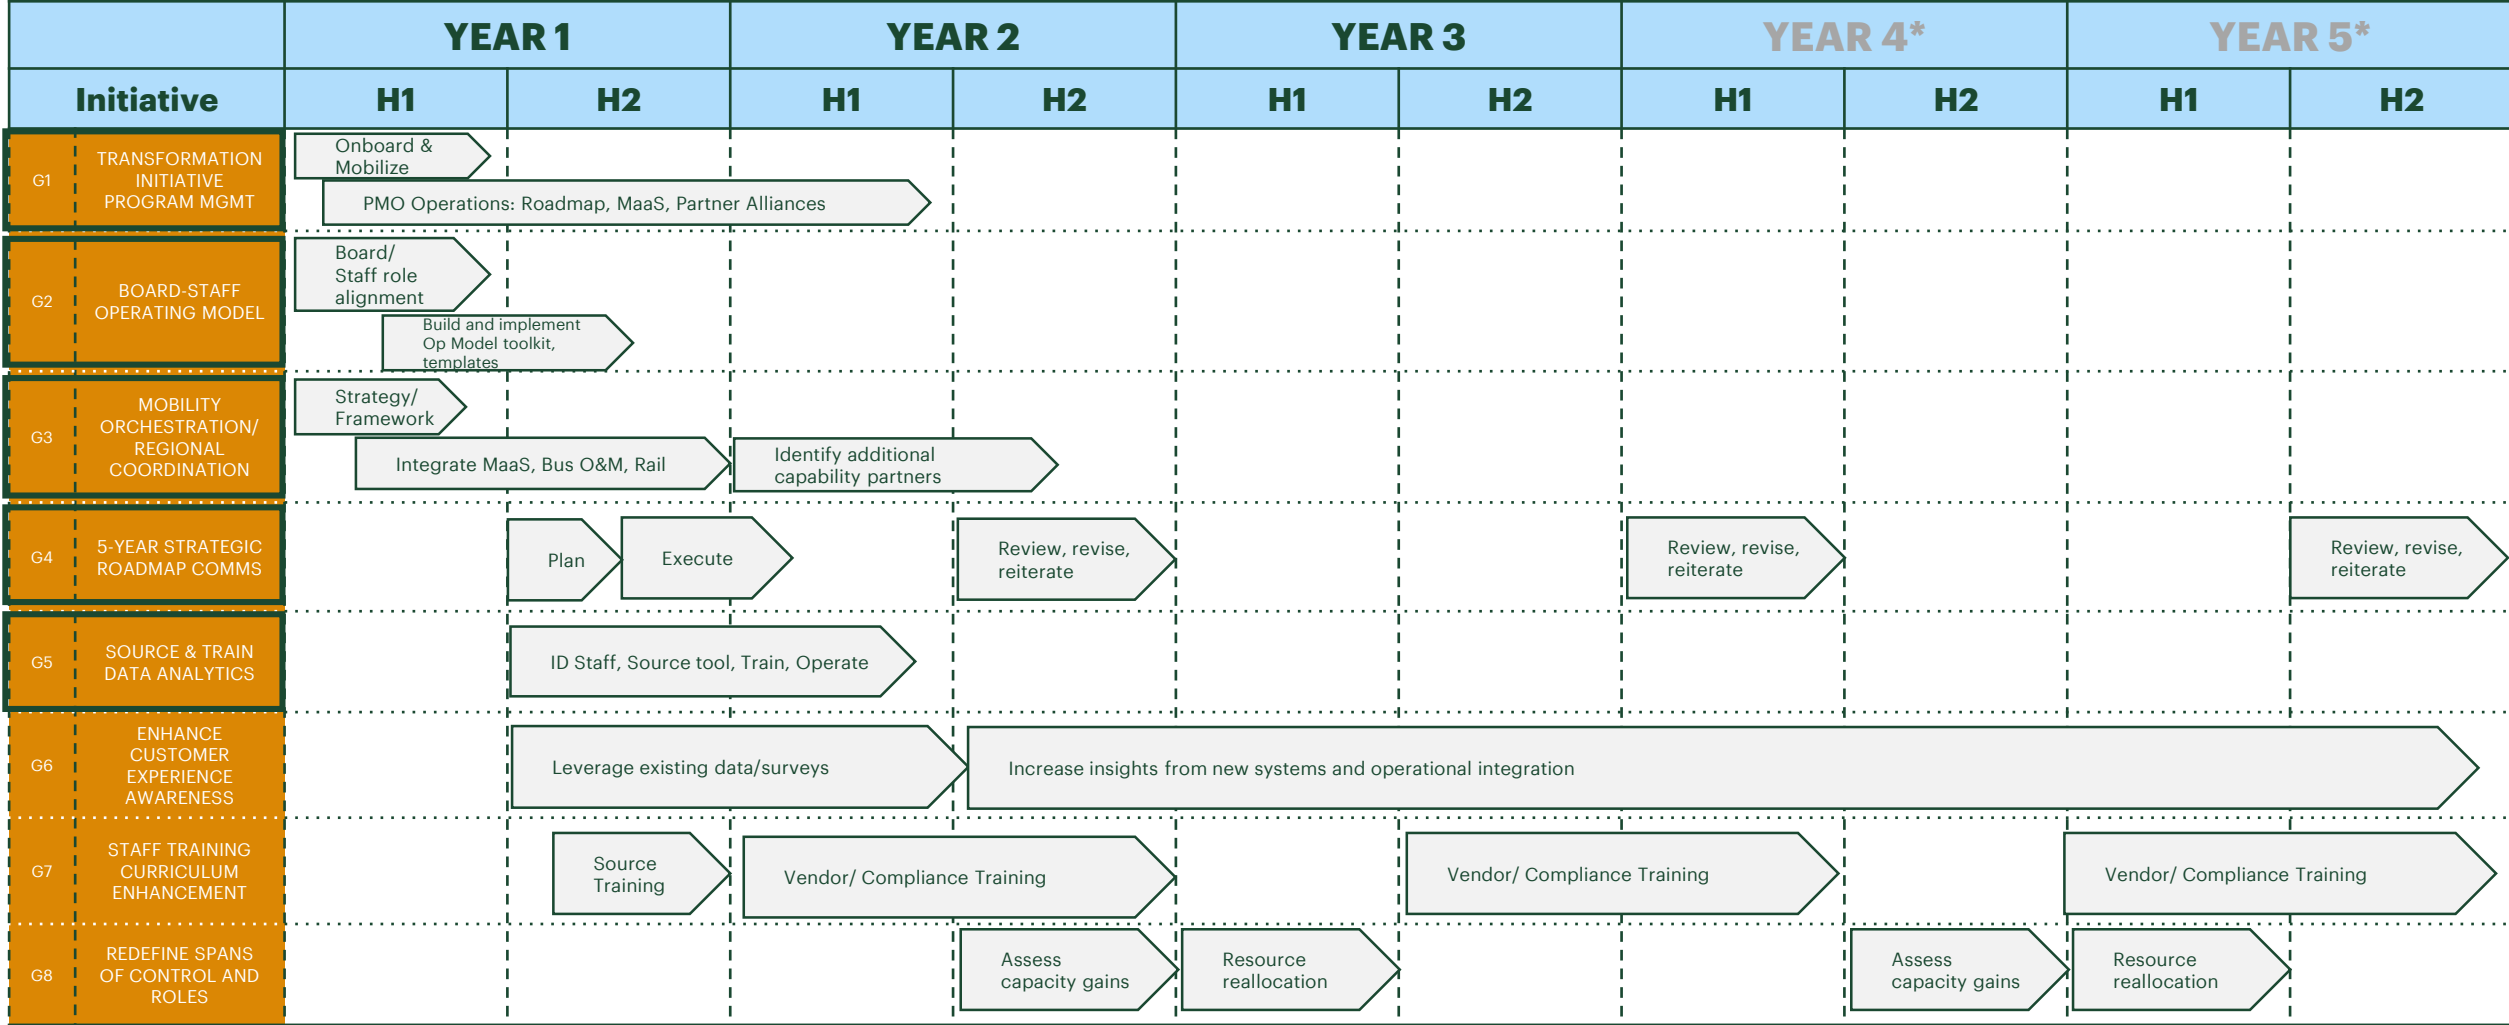 YEAR 1
YEAR 2
YEAR 3
YEAR 4*
YEAR 5*
Initiative
H1
H2
H1
H2
H1
H2
H1
H2
H1
H2
G1
TRANSFORMATION
INITIATIVE
PROGRAM MGMT
Onboard &
Mobilize
PMO Operations: Roadmap, MaaS, Partner Alliances
G2
BOARD-STAFF
OPERATING MODEL
Board/
Staff role
alignment
Build and implement
Op Model toolkit,
templates
G3
MOBILITY
ORCHESTRATION/
REGIONAL
COORDINATION
Strategy/
Framework
Integrate MaaS, Bus O&M, Rail
Identify additional
capability partners
G4
5-YEAR STRATEGIC
ROADMAP COMMS
Plan
Execute
Review, revise,
reiterate
Review, revise,
reiterate
Review, revise,
reiterate
G5
SOURCE & TRAIN
DATA ANALYTICS
ID Staff, Source tool, Train, Operate
G6
ENHANCE
CUSTOMER
EXPERIENCE
AWARENESS
Leverage existing data/surveys
Increase insights from new systems and operational integration
G7
STAFF TRAINING
CURRICULUM
ENHANCEMENT
Source
Training
Vendor/ Compliance Training
Vendor/ Compliance Training
Vendor/ Compliance Training
G8
REDEFINE SPANS
OF CONTROL AND
ROLES
Assess
capacity gains
Resource
reallocation
Assess
capacity gains
Resource
reallocation